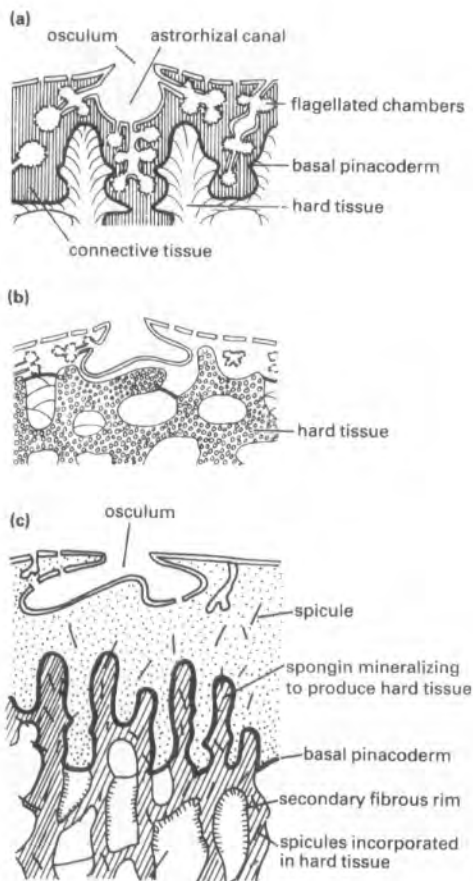 (a)
osculum
astrorhizal canal
flagellated chambers
basal pinacoderm
hard tissue
connective tissue
(b)
hard tissue
(c)
osculum
spicule
spongin mineralizing
to produce hard tissue
basal pinacoderm
secondary fibrous rim
spicules incorporated
in hard tissue